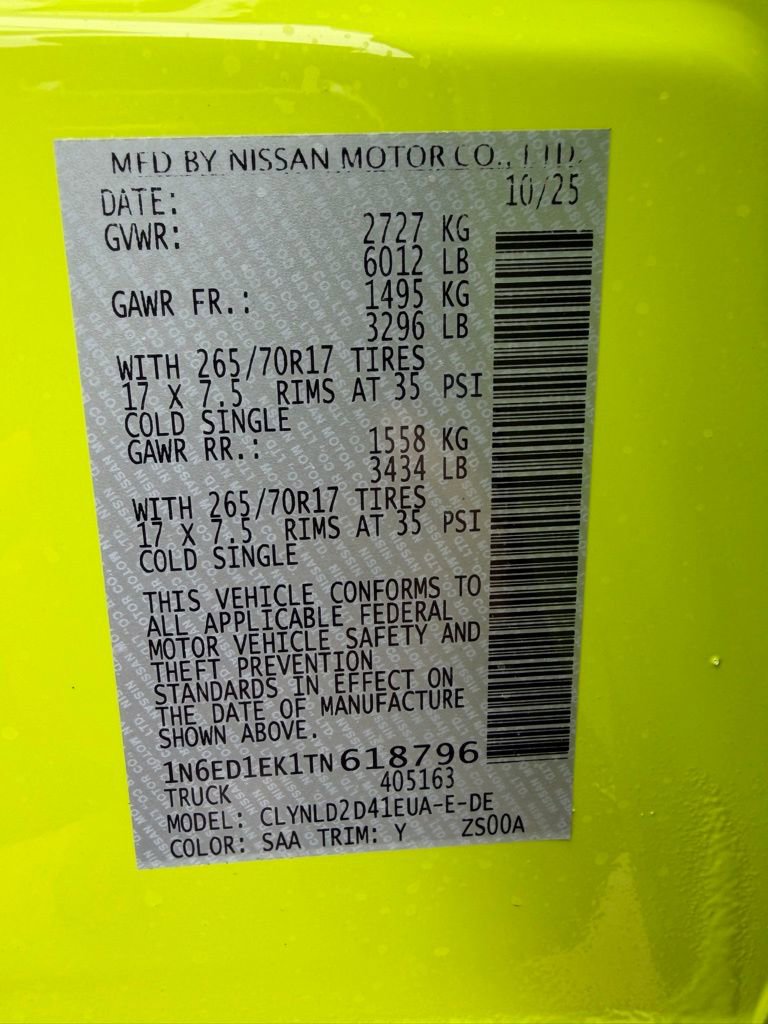 MFD BY NISSAN MOTOR CO., LTD.
DATE: 10/25
GVWR: 2727 KG
6012 LB
GAWR FR.: 1495 KG
3296 LB
WITH 265/70R17 TIRES
17 X 7.5 RIMS AT 35 PSI
COLD SINGLE
GAWR RR.: 1558 KG
3434 LB
WITH 265/70R17 TIRES
17 X 7.5 RIMS AT 35 PSI
COLD SINGLE
THIS VEHICLE CONFORMS TO
ALL APPLICABLE FEDERAL
MOTOR VEHICLE SAFETY AND
THEFT PREVENTION
STANDARDS IN EFFECT ON
THE DATE OF MANUFACTURE
SHOWN ABOVE.
1N6ED1EK1TN618796
TRUCK 405163
MODEL: CLYNLD2D41EUA-E-DE
COLOR: SAA TRIM: Y ZS00A